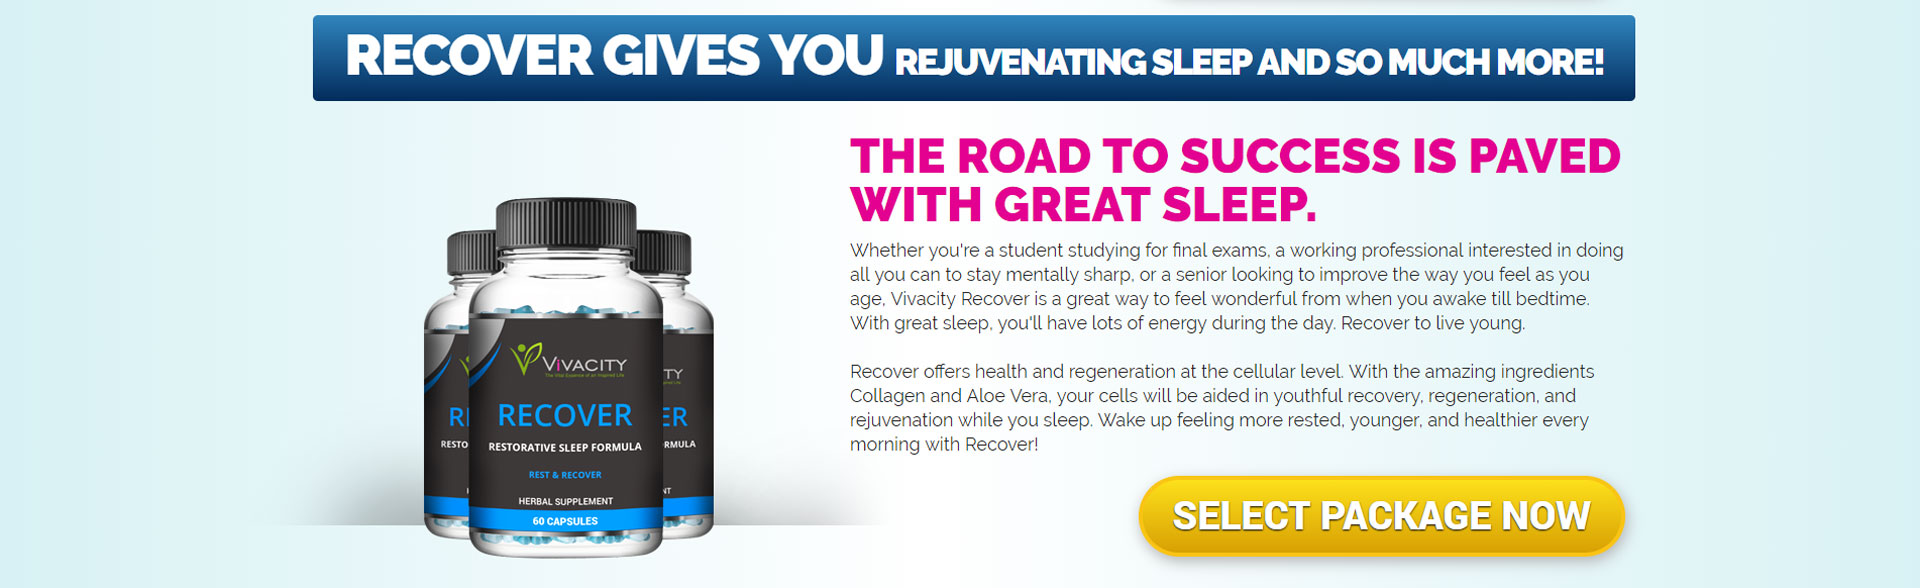 RECOVER GIVES YOU REJUVENATING SLEEP AND SO MUCH MORE!
THE ROAD TO SUCCESS IS PAVED
WITH GREAT SLEEP.
Whether you're a student studying for final exams, a working professional interested in doing
all you can to stay mentally sharp, or a senior looking to improve the way you feel as you
age, Vivacity Recover is a great way to feel wonderful from when you awake till bedtime.
With great sleep, you'll have lots of energy during the day. Recover to live young.
Recover offers health and regeneration at the cellular level. With the amazing ingredients
Collagen and Aloe Vera, your cells will be aided in youthful recovery, regeneration, and
rejuvenation while you sleep. Wake up feeling more rested, younger, and healthier every
morning with Recover!
SELECT PACKAGE NOW
ViVACITY
The Vital Essence of an Inspired Life
RECOVER
RESTORATIVE SLEEP FORMULA
REST & RECOVER
HERBAL SUPPLEMENT
60 CAPSULES